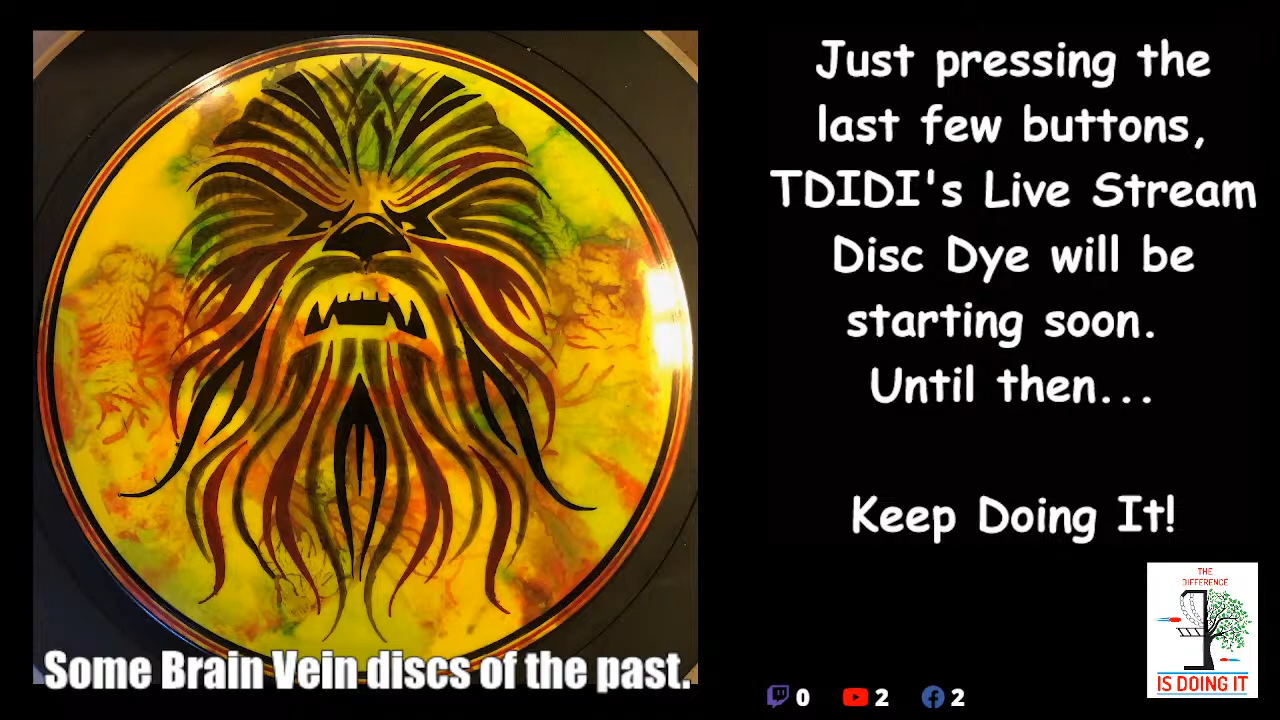 Just pressing the
last few buttons,
TDIDI's Live Stream
Disc Dye will be
starting soon.
Until then...
Keep Doing It!
Some Brain Vein discs of the past.
THE
DIFFERENCE
IS DOING IT
0 2 2